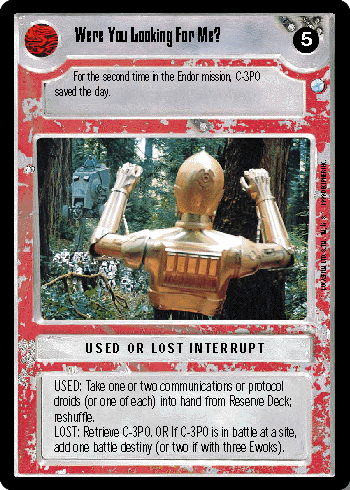 Were You Looking For Me?
5
For the second time in the Endor mission, C-3PO
saved the day.
USED OR LOST INTERRUPT
USED: Take one or two communications or protocol
droids (or one of each) into hand from Reserve Deck;
reshuffle.
LOST: Retrieve C-3PO. OR If C-3PO is in battle at a site,
add one battle destiny (or two if with three Ewoks).